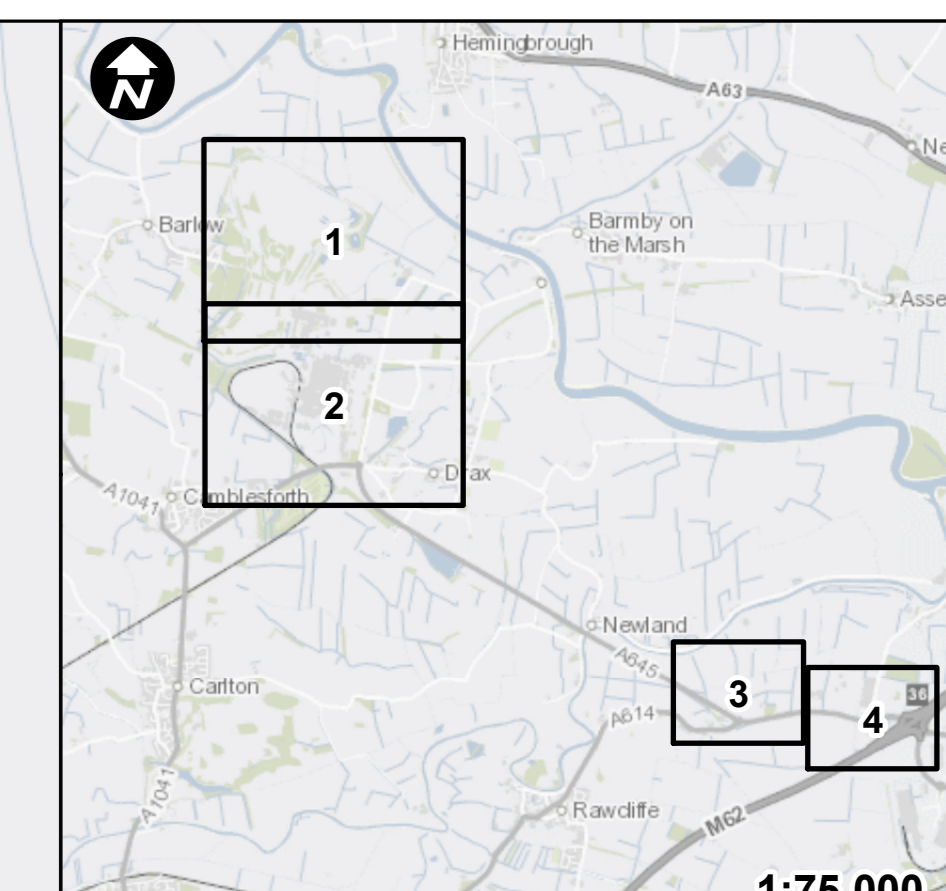 N
Hemingbrough
A63
Ne
Barlow
Barmby on
the Marsh
1
Asse
2
Drax
A1041
Camblesforth
Newland
A645
Carlton
3
36
4
A614
A1041
Rawcliffe
M62
1:75,000